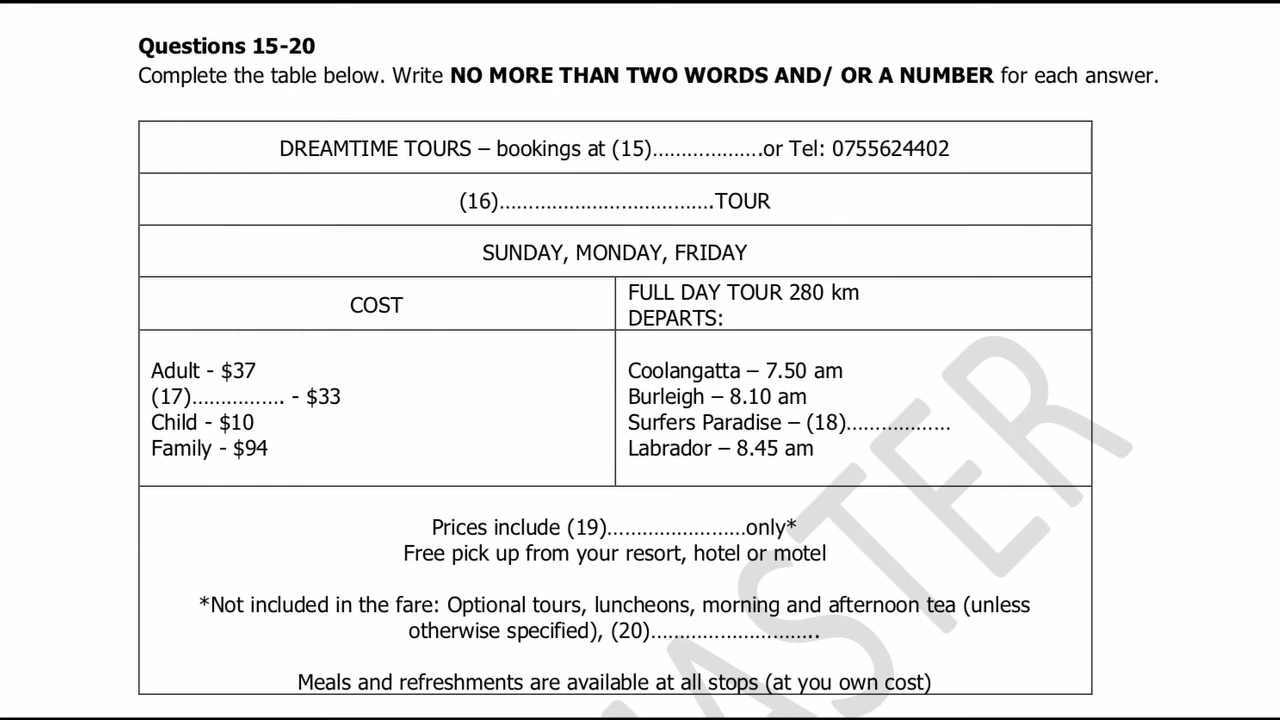 Questions 15-20
Complete the table below. Write NO MORE THAN TWO WORDS AND/ OR A NUMBER for each answer.
DREAMTIME TOURS – bookings at (15)………………..or Tel: 0755624402
(16)……………………………….TOUR
SUNDAY, MONDAY, FRIDAY
COST
FULL DAY TOUR 280 km
DEPARTS:
Adult - $37
(17)……………. - $33
Child - $10
Family - $94
Coolangatta – 7.50 am
Burleigh – 8.10 am
Surfers Paradise – (18)………………
Labrador – 8.45 am
Prices include (19)……………………only*
Free pick up from your resort, hotel or motel
*Not included in the fare: Optional tours, luncheons, morning and afternoon tea (unless
otherwise specified), (20)………………………..
Meals and refreshments are available at all stops (at you own cost)
MASTER